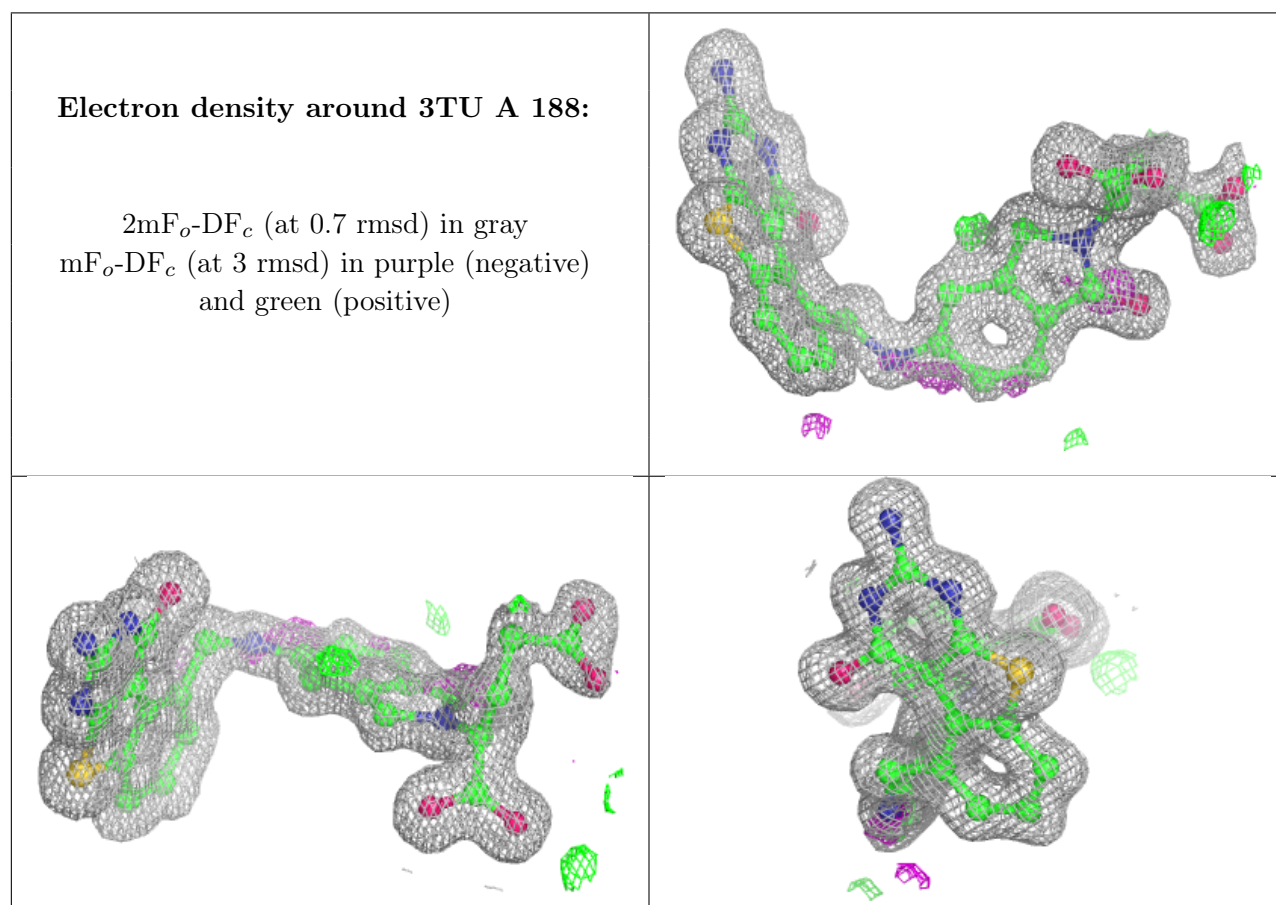 Electron density around 3TU A 188:
2mFo-DFc (at 0.7 rmsd) in gray
mFo-DFc (at 3 rmsd) in purple (negative)
and green (positive)